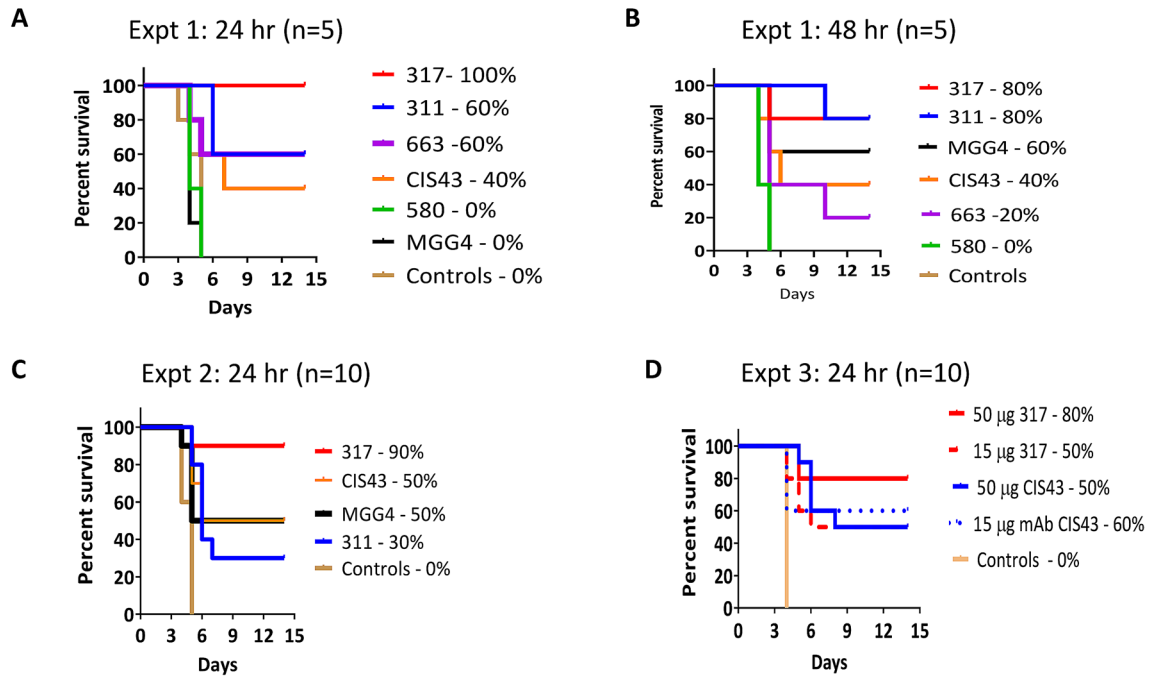 A
Expt 1: 24 hr (n=5)
Percent survival
100
80
60
40
20
0
0 3 6 9 12 15
Days
317- 100%
311 - 60%
663 -60%
CIS43 - 40%
580 - 0%
MGG4 - 0%
Controls - 0%
B
Expt 1: 48 hr (n=5)
Percent survival
100
80
60
40
20
0
0 3 6 9 12 15
Days
317 - 80%
311 - 80%
MGG4 - 60%
CIS43 - 40%
663 -20%
580 - 0%
Controls
C
Expt 2: 24 hr (n=10)
Percent survival
100
80
60
40
20
0
0 3 6 9 12 15
Days
317 - 90%
CIS43 - 50%
MGG4 - 50%
311 - 30%
Controls - 0%
D
Expt 3: 24 hr (n=10)
Percent survival
100
80
60
40
20
0
0 3 6 9 12 15
Days
50 µg 317 - 80%
15 µg 317 - 50%
50 µg CIS43 - 50%
15 µg mAb CIS43 - 60%
Controls - 0%